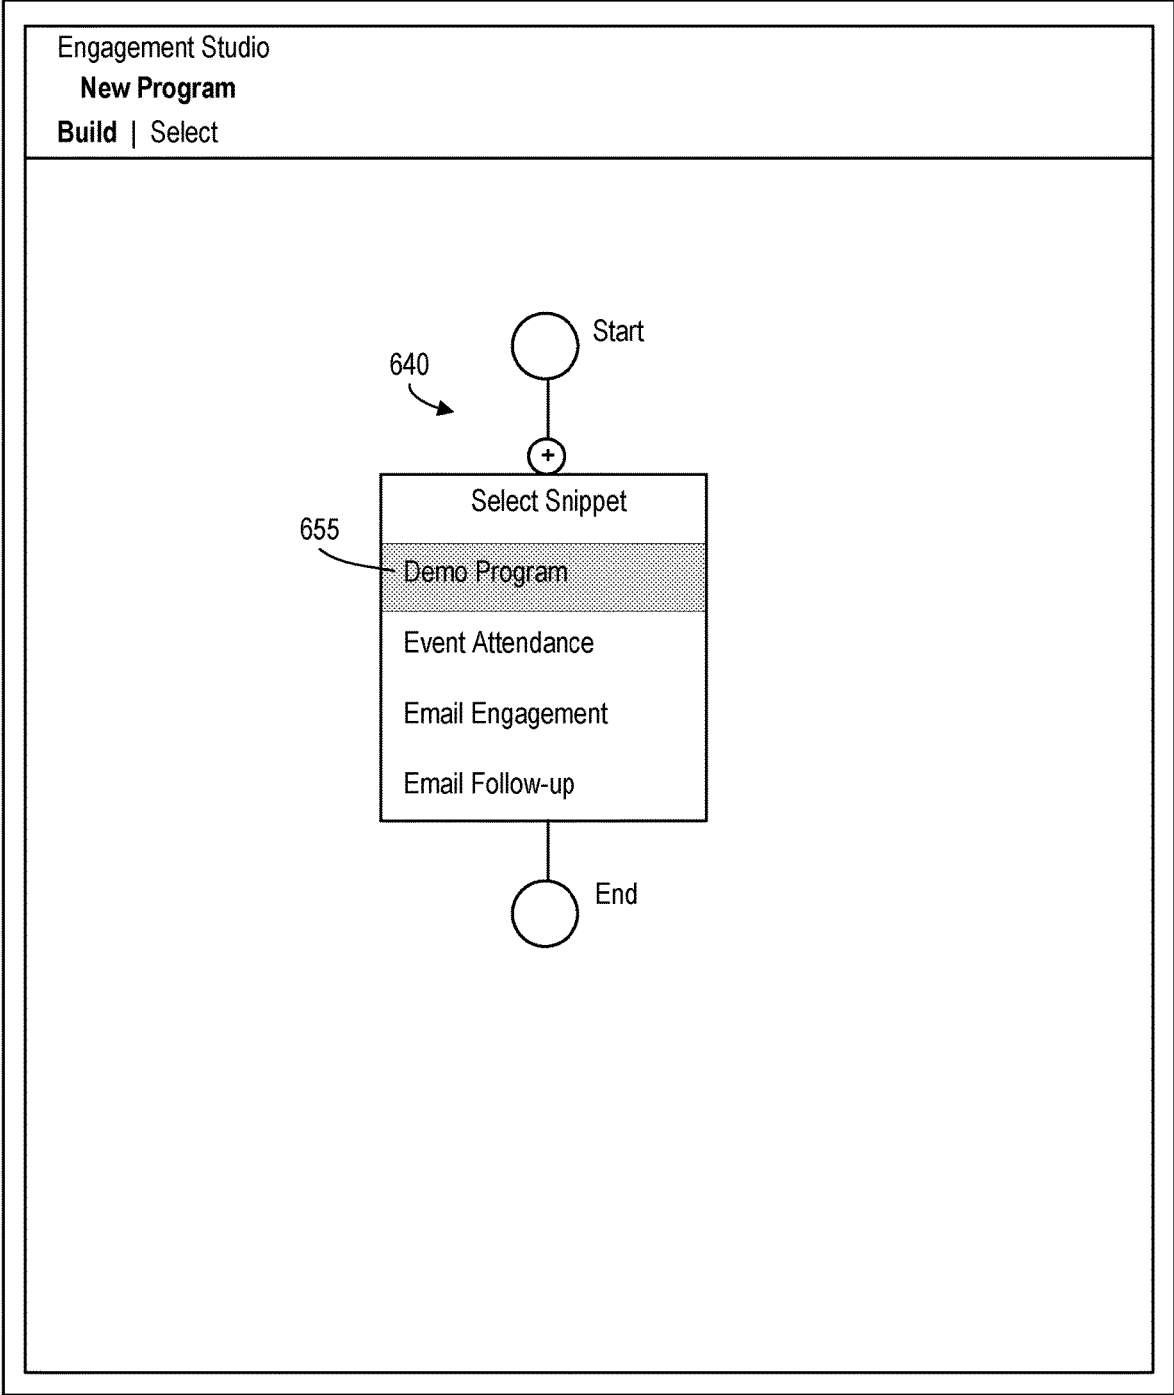 Engagement Studio
New Program
Build | Select
Start
640
+
Select Snippet
655
Demo Program
Event Attendance
Email Engagement
Email Follow-up
End